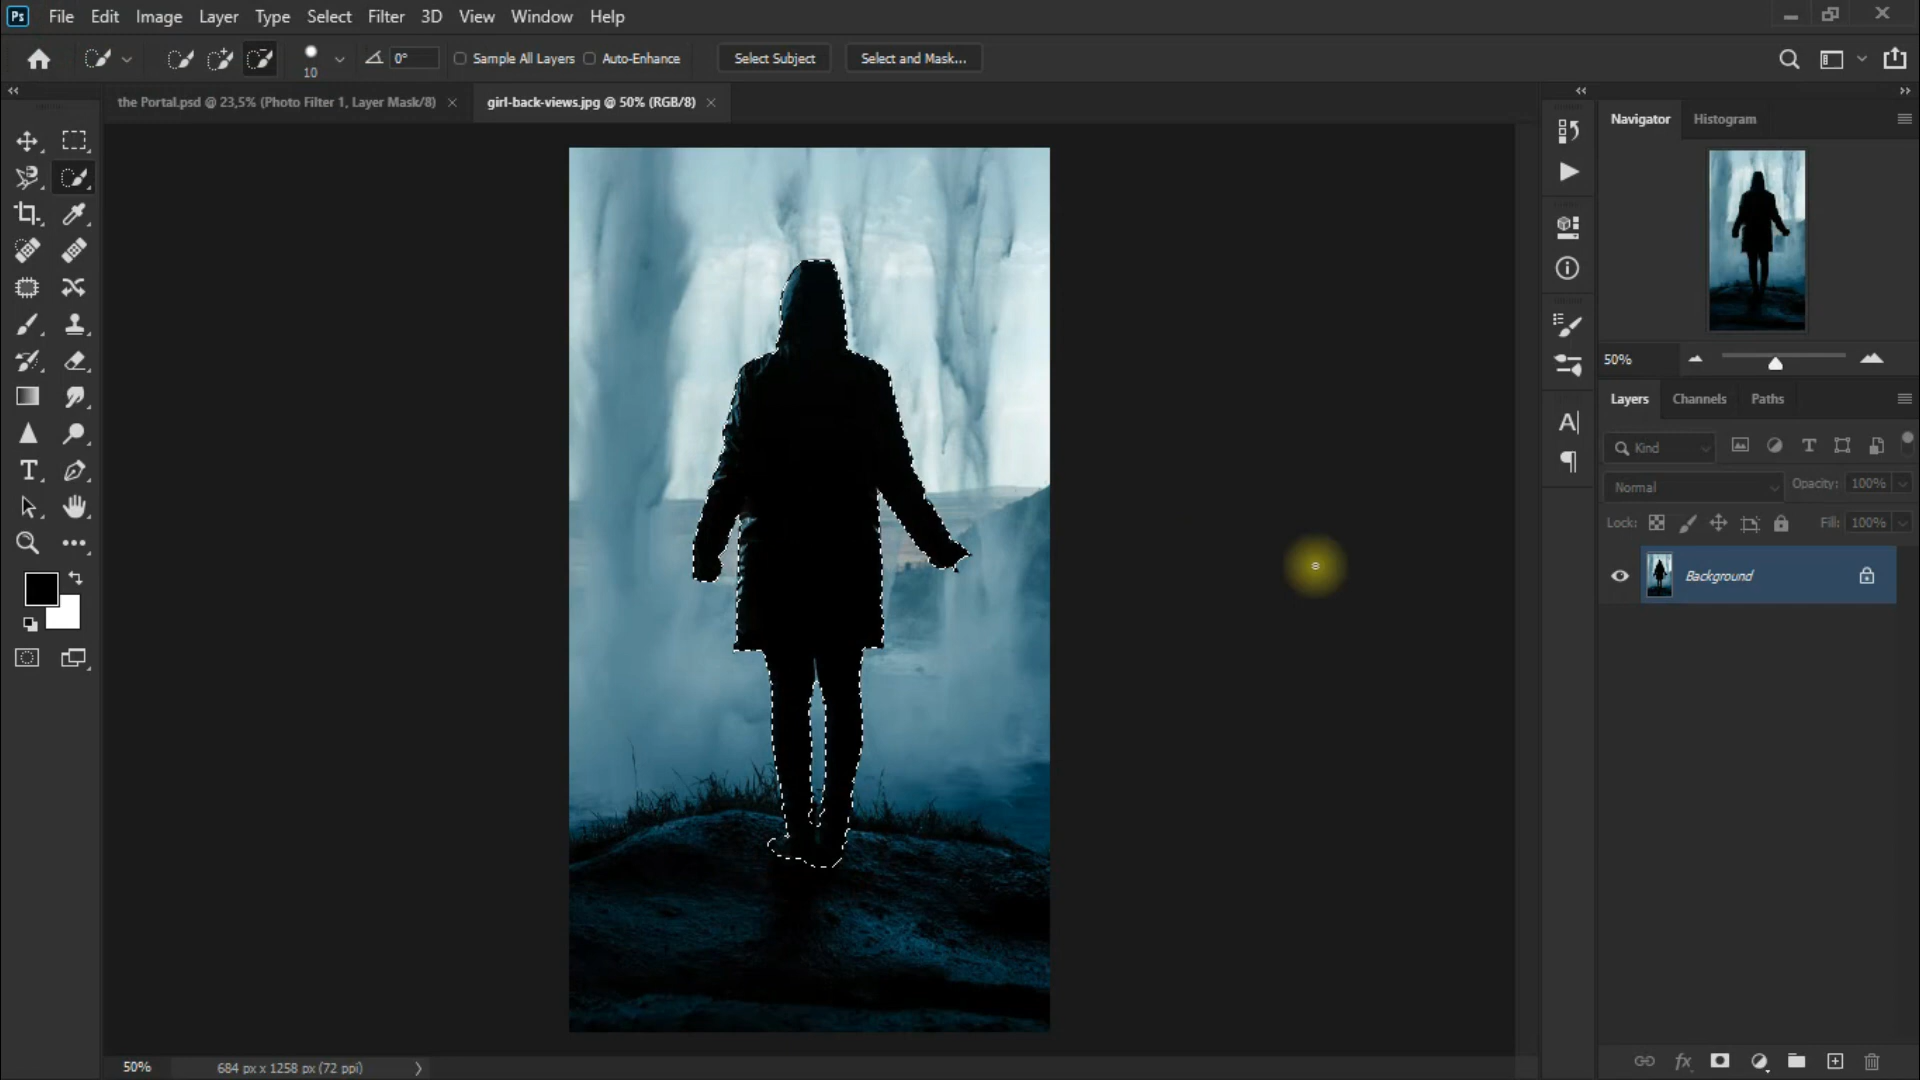 Ps File Edit Image Layer Type Select Filter 3D View Window Help
10 0° Sample All Layers Auto-Enhance Select Subject Select and Mask...
the Portal.psd @ 23,5% (Photo Filter 1, Layer Mask/8) girl-back-views.jpg @ 50% (RGB/8)
Navigator Histogram
50%
Layers Channels Paths
Kind
Normal Opacity: 100%
Lock: Fill: 100%
Background
50% 684 px x 1258 px (72 ppi)